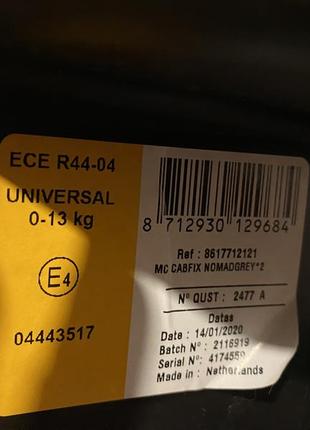 ECE R44-04
UNIVERSAL
0-13 kg
E4
04443517
8 712930 129684
Ref : 8617712121
MC CABFIX NOMADGREY*2
N° QUST : 2477 A
Datas
Date : 14/01/2020
Batch N° : 2116919
Serial N° : 4174559
Made in : Netherlands